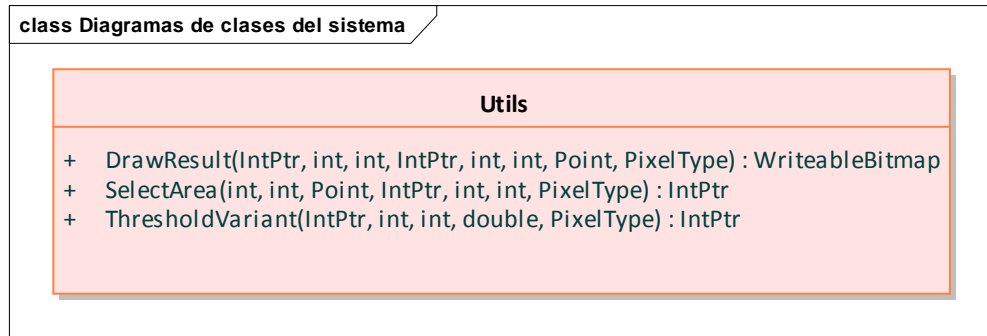 class Diagramas de clases del sistema
Utils
+ DrawResult(IntPtr, int, int, IntPtr, int, int, Point, PixelType) : WriteableBitmap
+ SelectArea(int, int, Point, IntPtr, int, int, PixelType) : IntPtr
+ ThresholdVariant(IntPtr, int, int, double, PixelType) : IntPtr